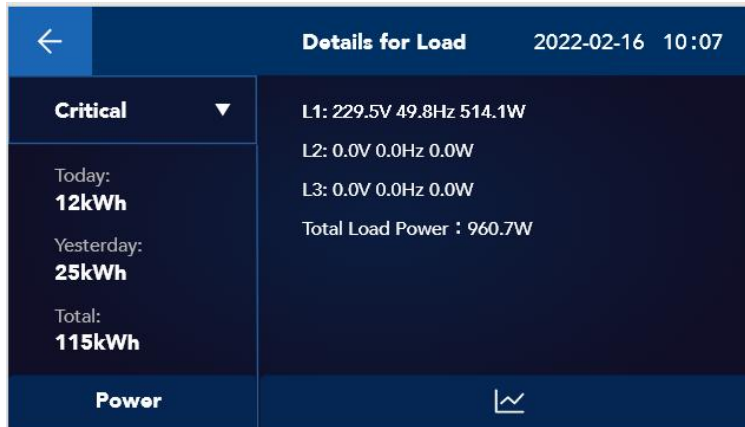 Details for Load 2022-02-16 10:07
Critical
Today:
12kWh
Yesterday:
25kWh
Total:
115kWh
Power
L1: 229.5V 49.8Hz 514.1W
L2: 0.0V 0.0Hz 0.0W
L3: 0.0V 0.0Hz 0.0W
Total Load Power：960.7W